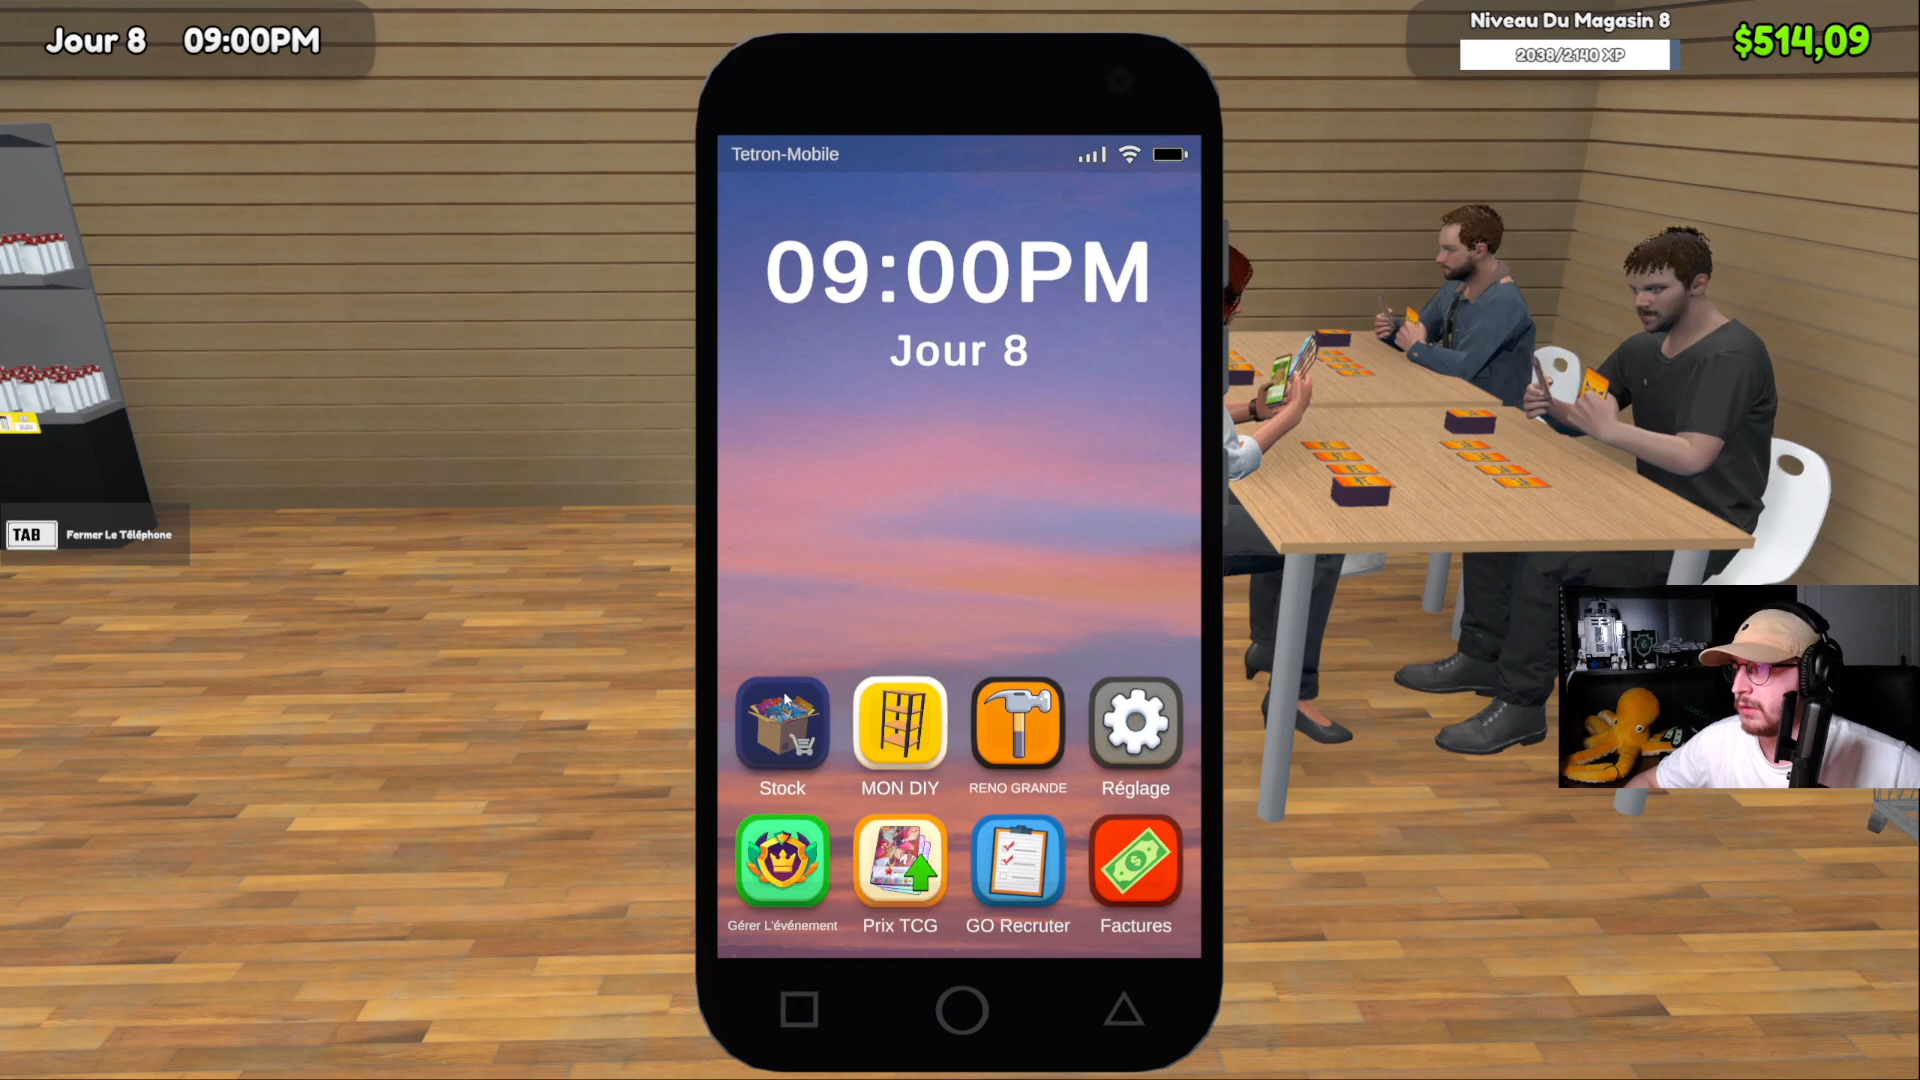 Jour 8 09:00PM
Niveau Du Magasin 8
2038/2140 XP
$514,09
Tetron-Mobile
09:00PM
Jour 8
TAB Fermer Le Téléphone
Stock MON DIY RENO GRANDE Réglage
Gérer L'événement Prix TCG GO Recruter Factures